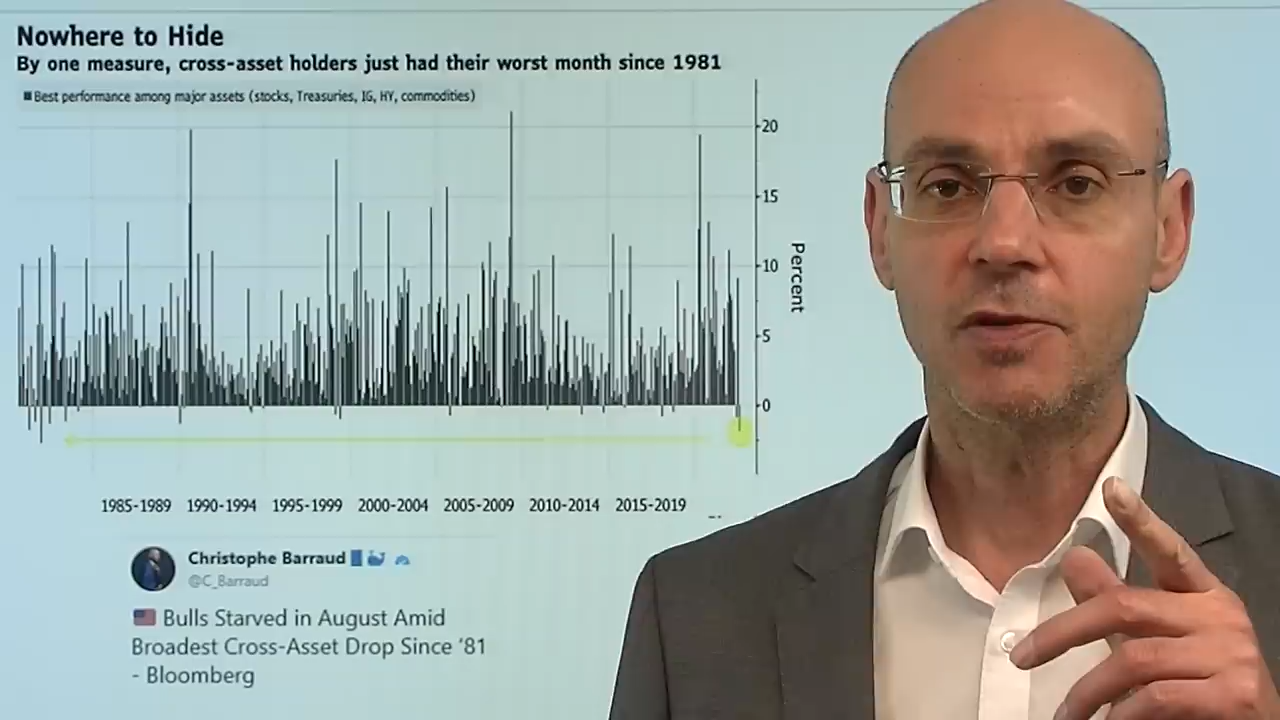 Nowhere to Hide
By one measure, cross-asset holders just had their worst month since 1981
Best performance among major assets (stocks, Treasuries, IG, HY, commodities)
20
15
10
5
0
Percent
1985-1989 1990-1994 1995-1999 2000-2004 2005-2009 2010-2014 2015-2019
Christophe Barraud
@C_Barraud
Bulls Starved in August Amid
Broadest Cross-Asset Drop Since '81
- Bloomberg